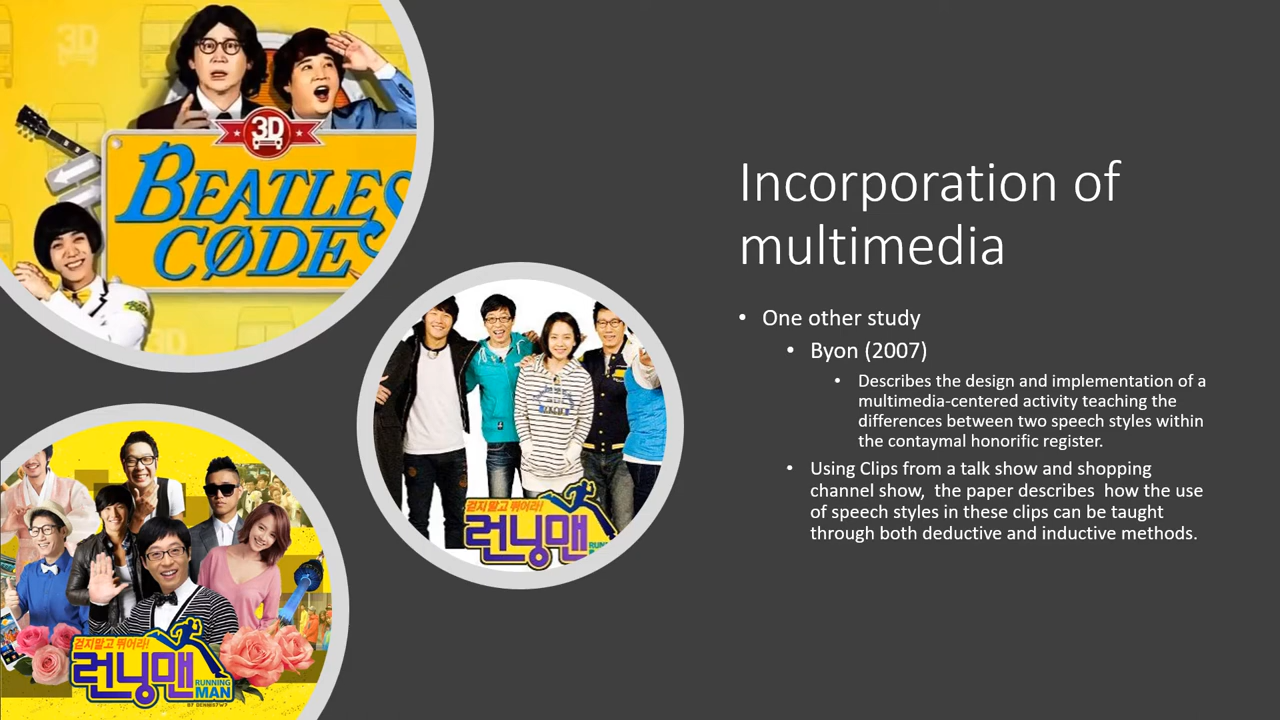 3D
3D
BEATLES
CODE
3D
걷지말고 뛰어라!
런닝맨
걷지말고 뛰어라!
런닝맨
RUNNING
MAN
Incorporation of
multimedia
• One other study
• Byon (2007)
• Describes the design and implementation of a
multimedia-centered activity teaching the
differences between two speech styles within
the contaymal honorific register.
• Using Clips from a talk show and shopping
channel show, the paper describes how the use
of speech styles in these clips can be taught
through both deductive and inductive methods.